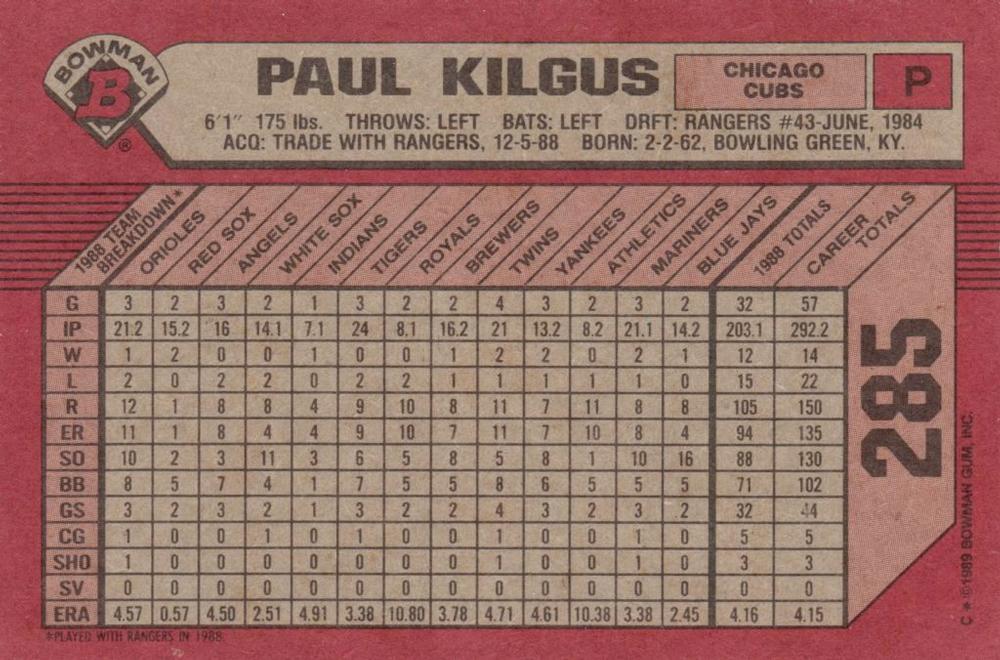 BOWMAN
B
®
PAUL KILGUS
CHICAGO CUBS
P
6'1" 175 lbs. THROWS: LEFT BATS: LEFT DRFT: RANGERS #43-JUNE, 1984
ACQ: TRADE WITH RANGERS, 12-5-88 BORN: 2-2-62, BOWLING GREEN, KY.
1988 TEAM BREAKDOWN* ORIOLES RED SOX ANGELS WHITE SOX INDIANS TIGERS ROYALS BREWERS TWINS YANKEES ATHLETICS MARINERS BLUE JAYS 1988 TOTALS CAREER TOTALS
G 3 2 3 2 1 3 2 2 4 3 2 3 2 32 57
IP 21.2 15.2 16 14.1 7.1 24 8.1 16.2 21 13.2 8.2 21.1 14.2 203.1 292.2
W 1 2 0 0 1 0 0 1 2 2 0 2 1 12 14
L 2 0 2 2 0 2 2 1 1 1 1 1 0 15 22
R 12 1 8 8 4 9 10 8 11 7 11 8 8 105 150
ER 11 1 8 4 4 9 10 7 11 7 10 8 4 94 135
SO 10 2 3 11 3 6 5 8 5 8 1 10 16 88 130
BB 8 5 7 4 1 7 5 5 8 6 5 5 5 71 102
GS 3 2 3 2 1 3 2 2 4 3 2 3 2 32 44
CG 1 0 0 1 0 1 0 0 1 0 0 1 0 5 5
SHO 1 0 0 0 0 0 0 0 1 0 0 1 0 3 3
SV 0 0 0 0 0 0 0 0 0 0 0 0 0 0 0
ERA 4.57 0.57 4.50 2.51 4.91 3.38 10.80 3.78 4.71 4.61 10.38 3.38 2.45 4.16 4.15
*PLAYED WITH RANGERS IN 1988.
285
C * ©1989 BOWMAN GUM, INC.